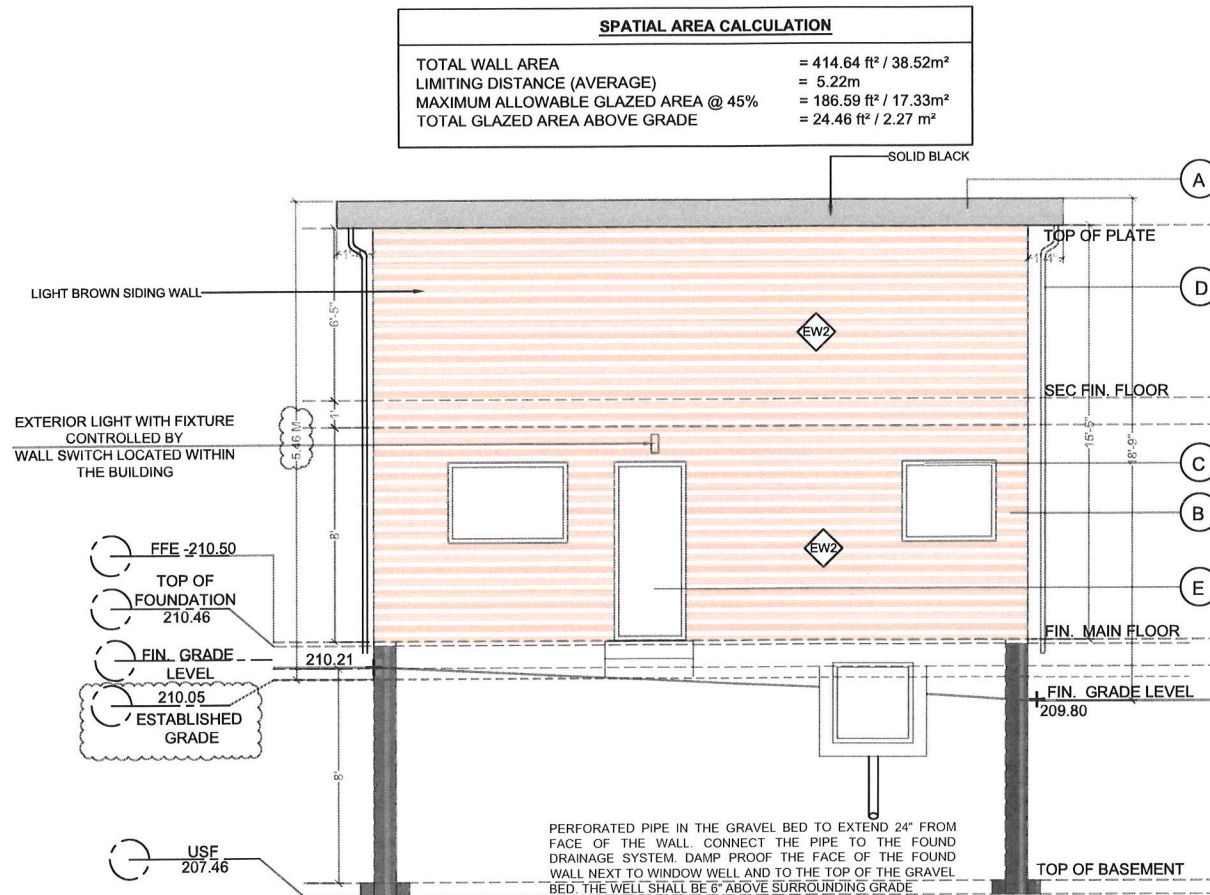 SPATIAL AREA CALCULATION
TOTAL WALL AREA = 414.64 ft² / 38.52m²
LIMITING DISTANCE (AVERAGE) = 5.22m
MAXIMUM ALLOWABLE GLAZED AREA @ 45% = 186.59 ft² / 17.33m²
TOTAL GLAZED AREA ABOVE GRADE = 24.46 ft² / 2.27 m²
SOLID BLACK
A
TOP OF PLATE
1'-4"
D
LIGHT BROWN SIDING WALL
6'-5"
EW2
SEC FIN. FLOOR
1'
EXTERIOR LIGHT WITH FIXTURE
CONTROLLED BY
WALL SWITCH LOCATED WITHIN
THE BUILDING
5.46 M
15'-5"
18'-9"
C
B
8'
EW2
E
FFE -210.50
TOP OF
FOUNDATION
210.46
FIN. GRADE
LEVEL
210.21
FIN. MAIN FLOOR
210.05
ESTABLISHED
GRADE
FIN. GRADE LEVEL
209.80
8'
USF
207.46
PERFORATED PIPE IN THE GRAVEL BED TO EXTEND 24" FROM
FACE OF THE WALL. CONNECT THE PIPE TO THE FOUND
DRAINAGE SYSTEM. DAMP PROOF THE FACE OF THE FOUND
WALL NEXT TO WINDOW WELL AND TO THE TOP OF THE GRAVEL
BED. THE WELL SHALL BE 6" ABOVE SURROUNDING GRADE
TOP OF BASEMENT